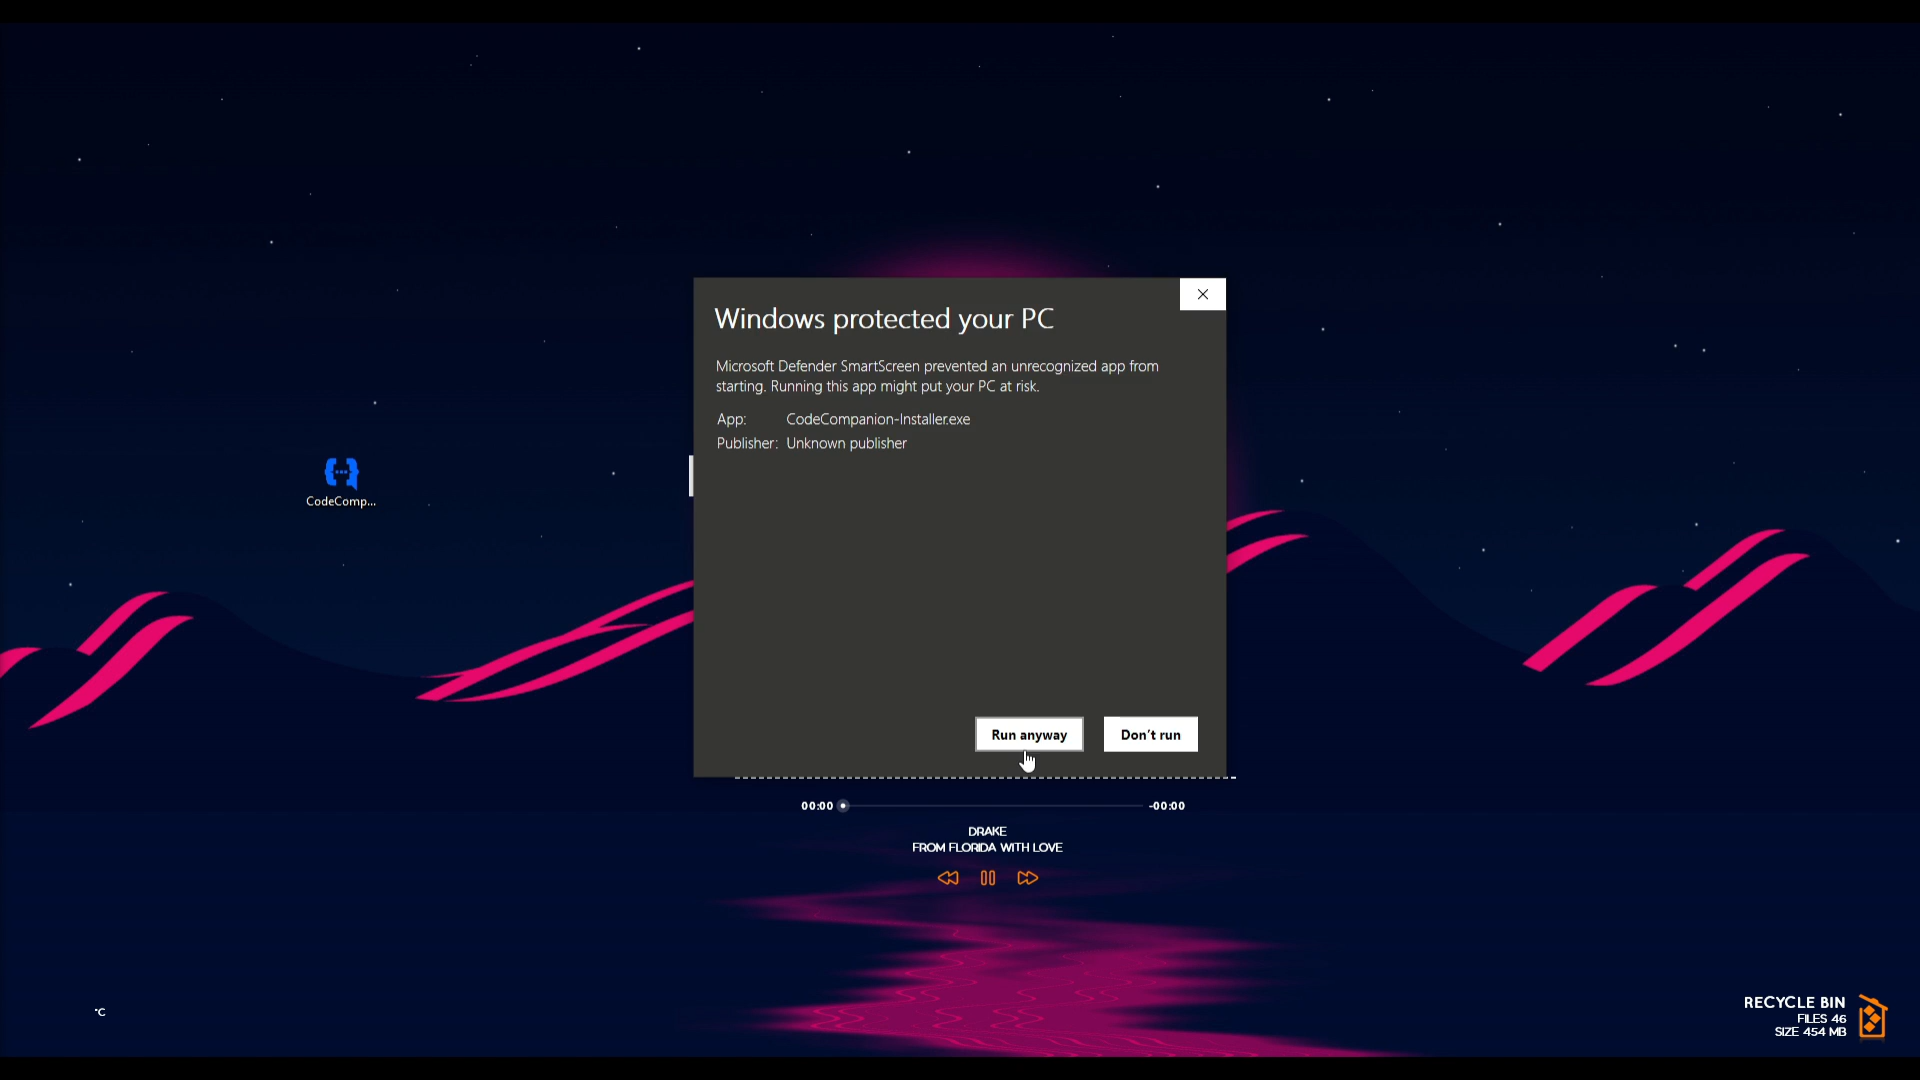 Windows protected your PC
Microsoft Defender SmartScreen prevented an unrecognized app from
starting. Running this app might put your PC at risk.
App: CodeCompanion-Installer.exe
Publisher: Unknown publisher
CodeComp...
Run anyway Don't run
00:00 -00:00
DRAKE
FROM FLORIDA WITH LOVE
°C
RECYCLE BIN
FILES 46
SIZE 454 MB